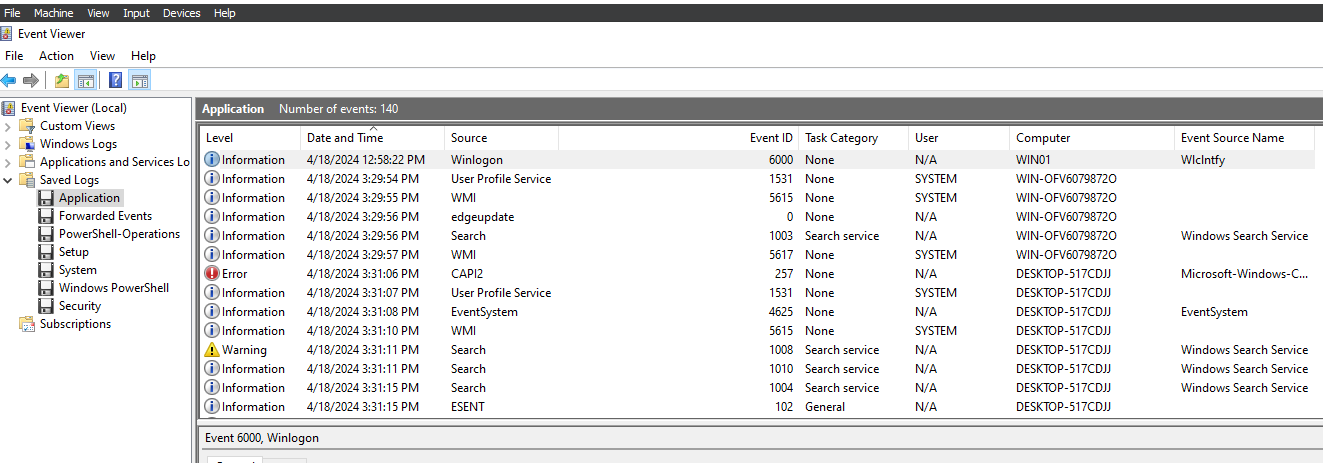 File Machine View Input Devices Help
Event Viewer
File Action View Help
Event Viewer (Local)
Custom Views
Windows Logs
Applications and Services Lo
Saved Logs
Application
Forwarded Events
PowerShell-Operations
Setup
System
Windows PowerShell
Security
Subscriptions
Application Number of events: 140
Level Date and Time Source Event ID Task Category User Computer Event Source Name
Information 4/18/2024 12:58:22 PM Winlogon 6000 None N/A WIN01 Wlclntfy
Information 4/18/2024 3:29:54 PM User Profile Service 1531 None SYSTEM WIN-OFV6079872O
Information 4/18/2024 3:29:55 PM WMI 5615 None SYSTEM WIN-OFV6079872O
Information 4/18/2024 3:29:56 PM edgeupdate 0 None N/A WIN-OFV6079872O
Information 4/18/2024 3:29:56 PM Search 1003 Search service N/A WIN-OFV6079872O Windows Search Service
Information 4/18/2024 3:29:57 PM WMI 5617 None SYSTEM WIN-OFV6079872O
Error 4/18/2024 3:31:06 PM CAPI2 257 None N/A DESKTOP-517CDJJ Microsoft-Windows-C...
Information 4/18/2024 3:31:07 PM User Profile Service 1531 None SYSTEM DESKTOP-517CDJJ
Information 4/18/2024 3:31:08 PM EventSystem 4625 None N/A DESKTOP-517CDJJ EventSystem
Information 4/18/2024 3:31:10 PM WMI 5615 None SYSTEM DESKTOP-517CDJJ
Warning 4/18/2024 3:31:11 PM Search 1008 Search service N/A DESKTOP-517CDJJ Windows Search Service
Information 4/18/2024 3:31:11 PM Search 1010 Search service N/A DESKTOP-517CDJJ Windows Search Service
Information 4/18/2024 3:31:15 PM Search 1004 Search service N/A DESKTOP-517CDJJ Windows Search Service
Information 4/18/2024 3:31:15 PM ESENT 102 General N/A DESKTOP-517CDJJ
Event 6000, Winlogon